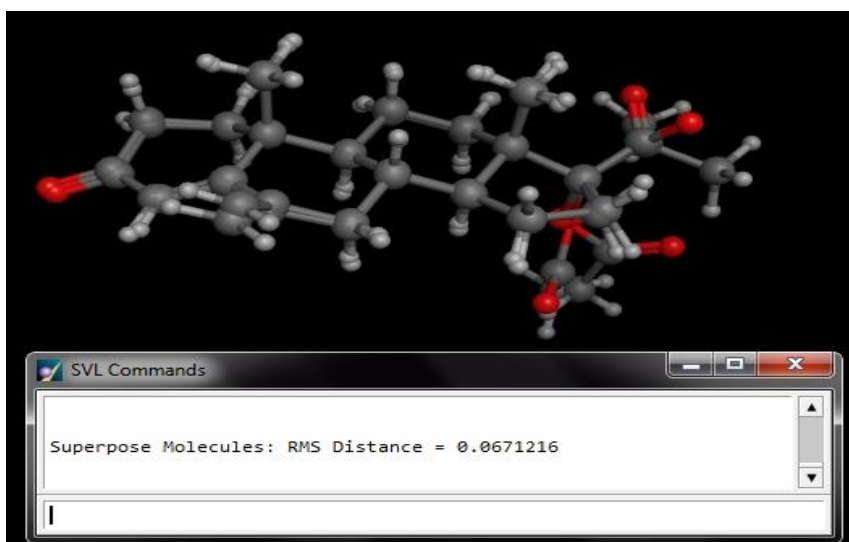 SVL Commands
Superpose Molecules: RMS Distance = 0.0671216